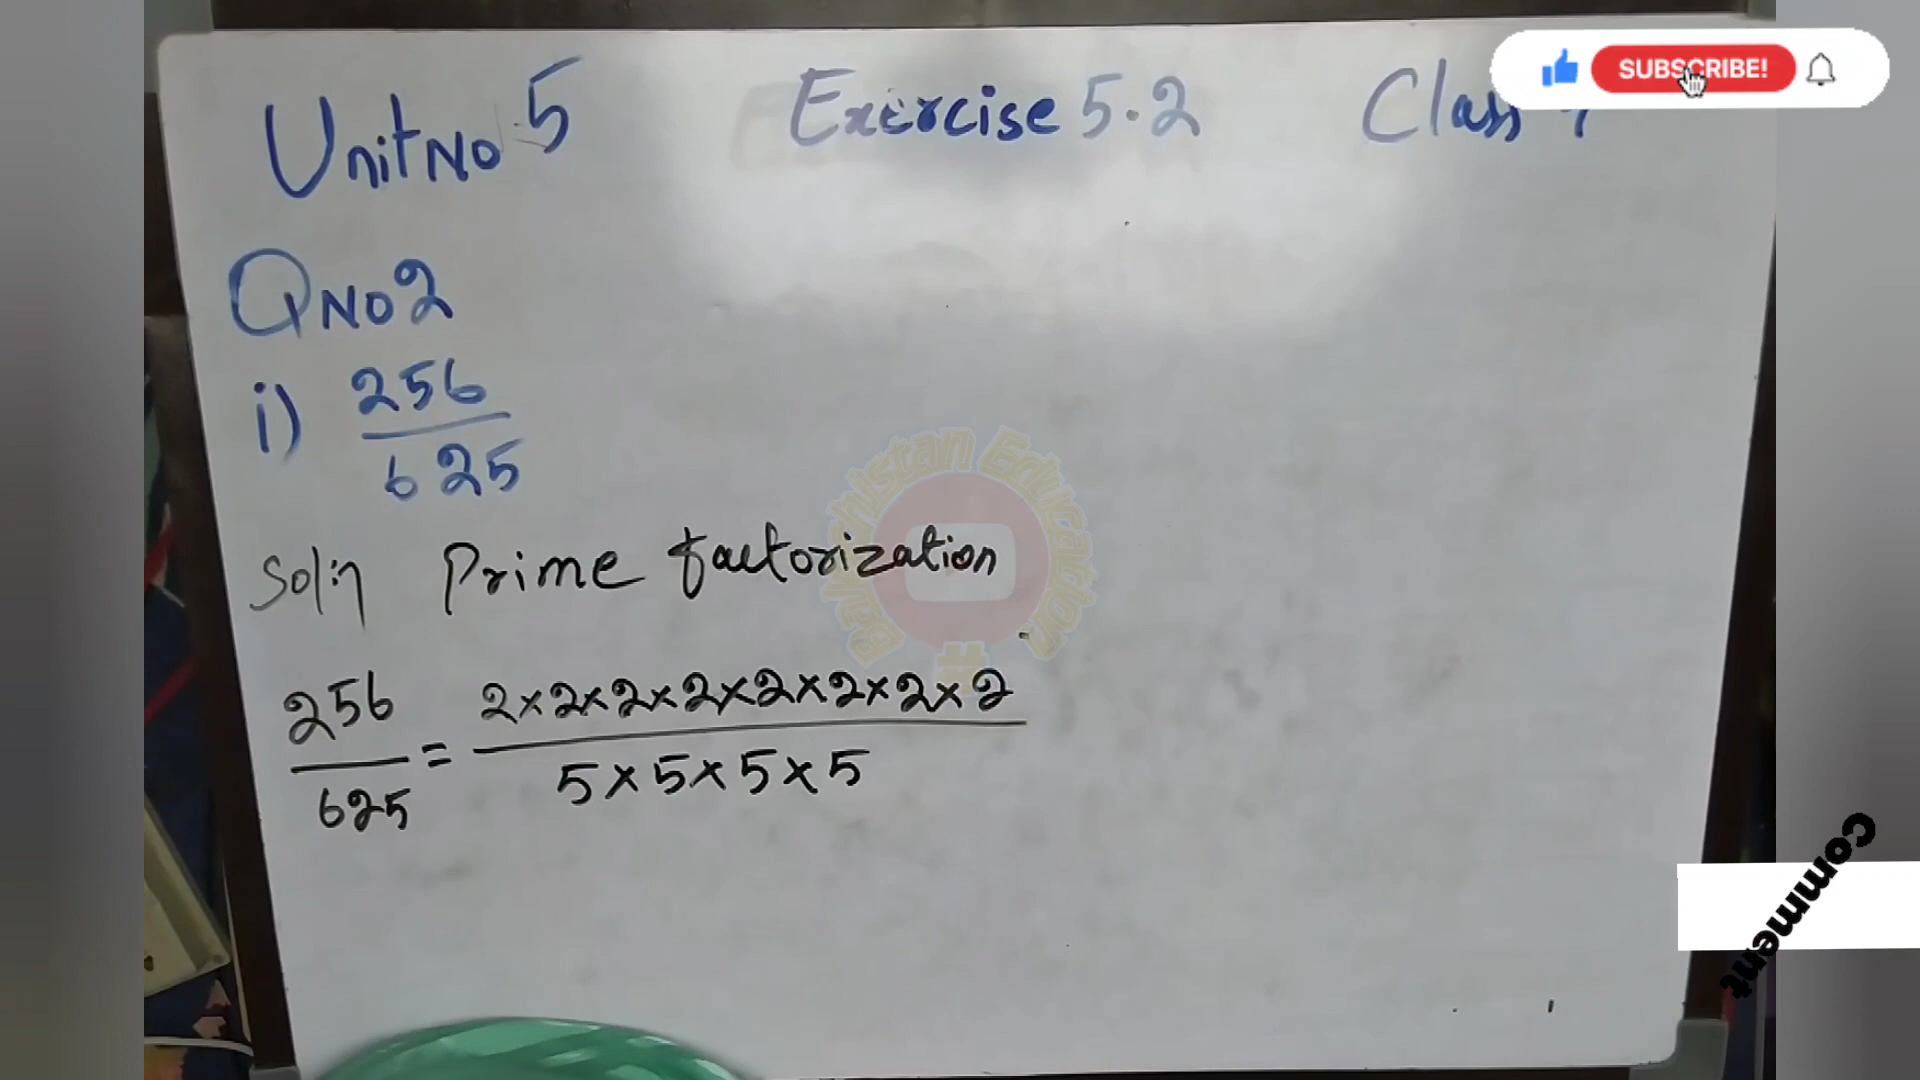 SUBSCRIBE!
Unit No 5 Exercise 5.2 Class
Q No 2
i) 256
625
Sol:n Prime factorization
256 = 2×2×2×2×2×2×2×2
625 5×5×5×5
Education
Comment